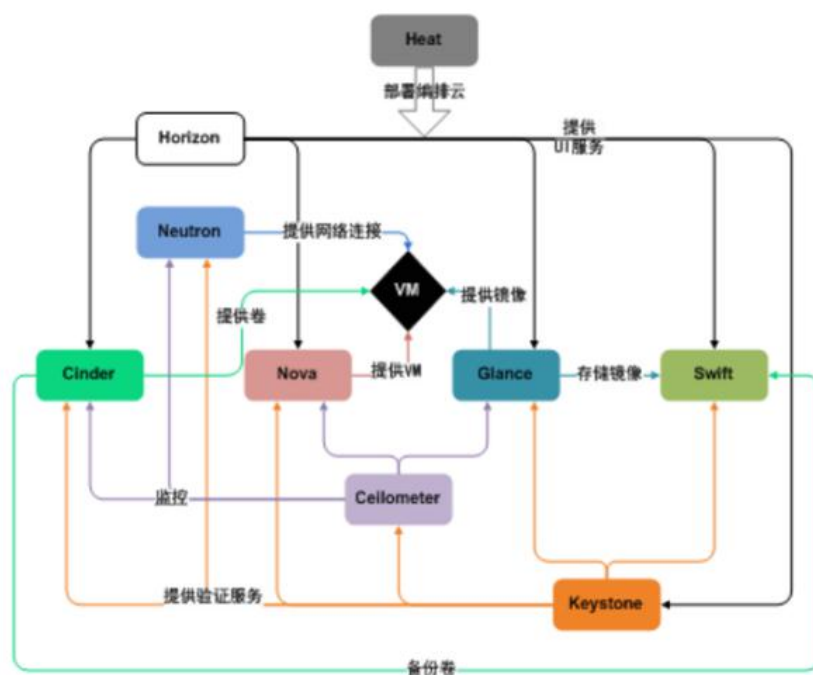 Heat
部署编排云
Horizon
提供
UI服务
Neutron
提供网络连接
VM
提供镜像
提供卷
Cinder
Nova
提供VM
Glance
存储镜像
Swift
Ceilometer
监控
提供验证服务
Keystone
备份卷